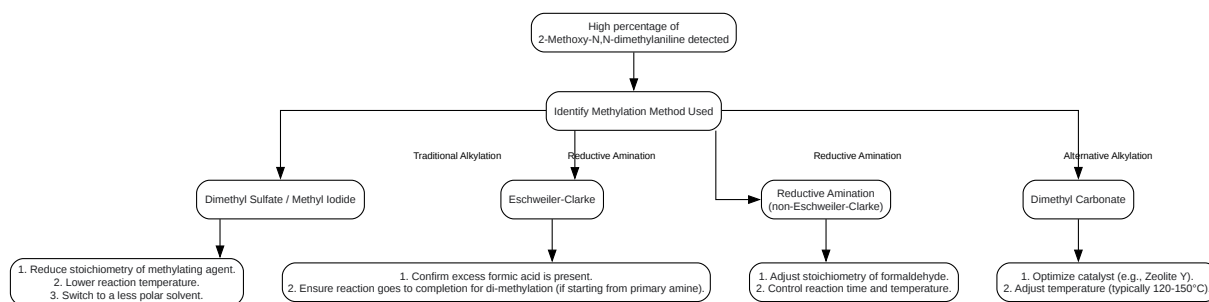 High percentage of
2-Methoxy-N,N-dimethylaniline detected
Identify Methylation Method Used
Traditional Alkylation
Reductive Amination
Reductive Amination
Alternative Alkylation
Dimethyl Sulfate / Methyl Iodide
Eschweiler-Clarke
Reductive Amination
(non-Eschweiler-Clarke)
Dimethyl Carbonate
1. Reduce stoichiometry of methylating agent.
2. Lower reaction temperature.
3. Switch to a less polar solvent.
1. Confirm excess formic acid is present.
2. Ensure reaction goes to completion for di-methylation (if starting from primary amine).
1. Adjust stoichiometry of formaldehyde.
2. Control reaction time and temperature.
1. Optimize catalyst (e.g., Zeolite Y).
2. Adjust temperature (typically 120-150°C).